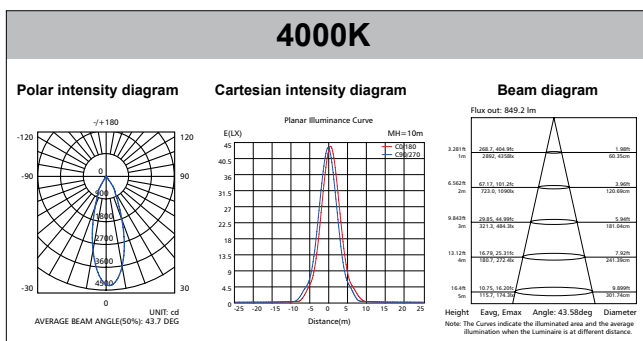 4000K
Polar intensity diagram
Cartesian intensity diagram
Beam diagram
-/+180
-120
120
-90
90
-30
30
0
0
900
1800
2700
3600
4500
UNIT: cd
AVERAGE BEAM ANGLE(50%): 43.7 DEG
Planar Illuminance Curve
E(LX)
MH=10m
C0/180
C90/270
45
40.5
36
31.5
27
22.5
18
13.5
9
4.5
0
-25 -20 -15 -10 -5 0 5 10 15 20 25
Distance(m)
Flux out: 849.2 lm
3.281ft 268.7, 404.9fc 1.98ft
1m 2892, 4358lx 60.35cm
6.562ft 67.17, 101.2fc 3.96ft
2m 723.0, 1090lx 120.69cm
9.843ft 29.85, 44.99fc 5.94ft
3m 321.3, 484.3lx 181.04cm
13.12ft 16.79, 25.31fc 7.92ft
4m 180.7, 272.4lx 241.39cm
16.4ft 10.75, 16.20fc 9.899ft
5m 115.7, 174.3lx 301.74cm
Height Eavg, Emax Angle: 43.58deg Diameter
Note: The Curves indicate the illuminated area and the average
illumination when the Luminaire is at different distance.